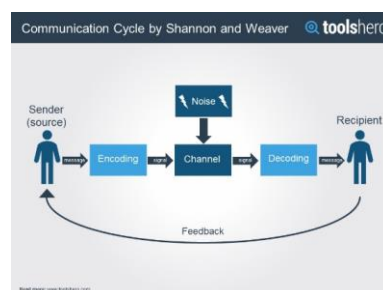 Communication Cycle by Shannon and Weaver
toolshero
Noise
Sender
(source)
Recipient
message
Encoding
signal
Channel
signal
Decoding
message
Feedback